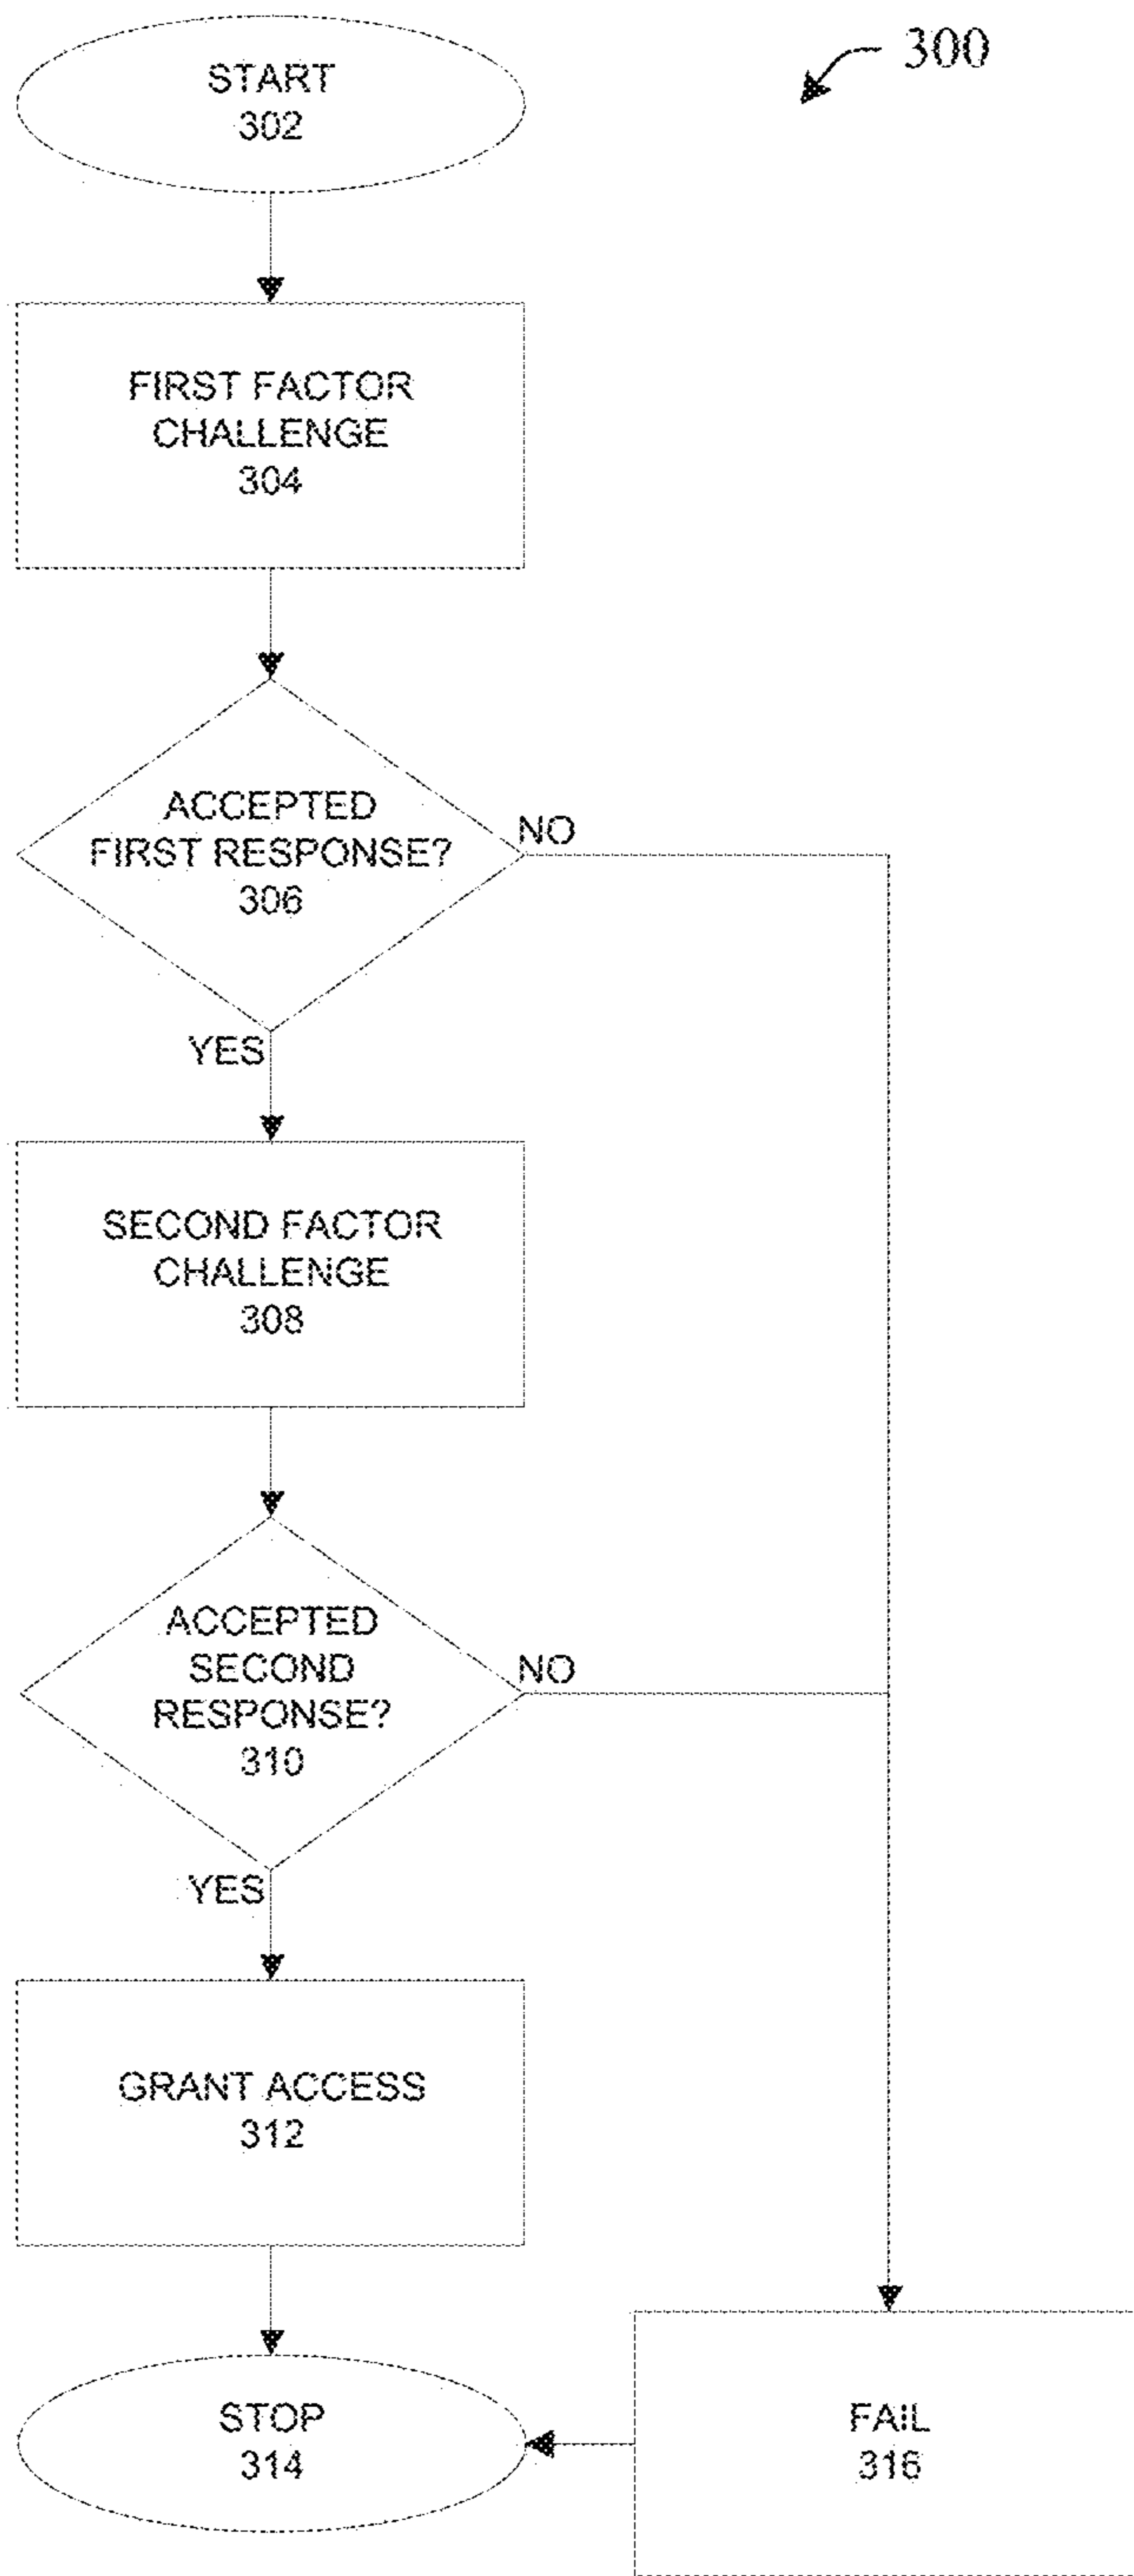 START
302
300
FIRST FACTOR
CHALLENGE
304
ACCEPTED
FIRST RESPONSE?
306
NO
YES
SECOND FACTOR
CHALLENGE
308
ACCEPTED
SECOND
RESPONSE?
310
NO
YES
GRANT ACCESS
312
STOP
314
FAIL
316